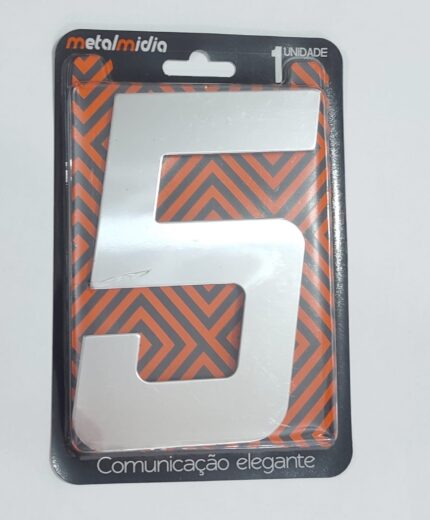 metalmidia
1 UNIDADE
5
Comunicação elegante